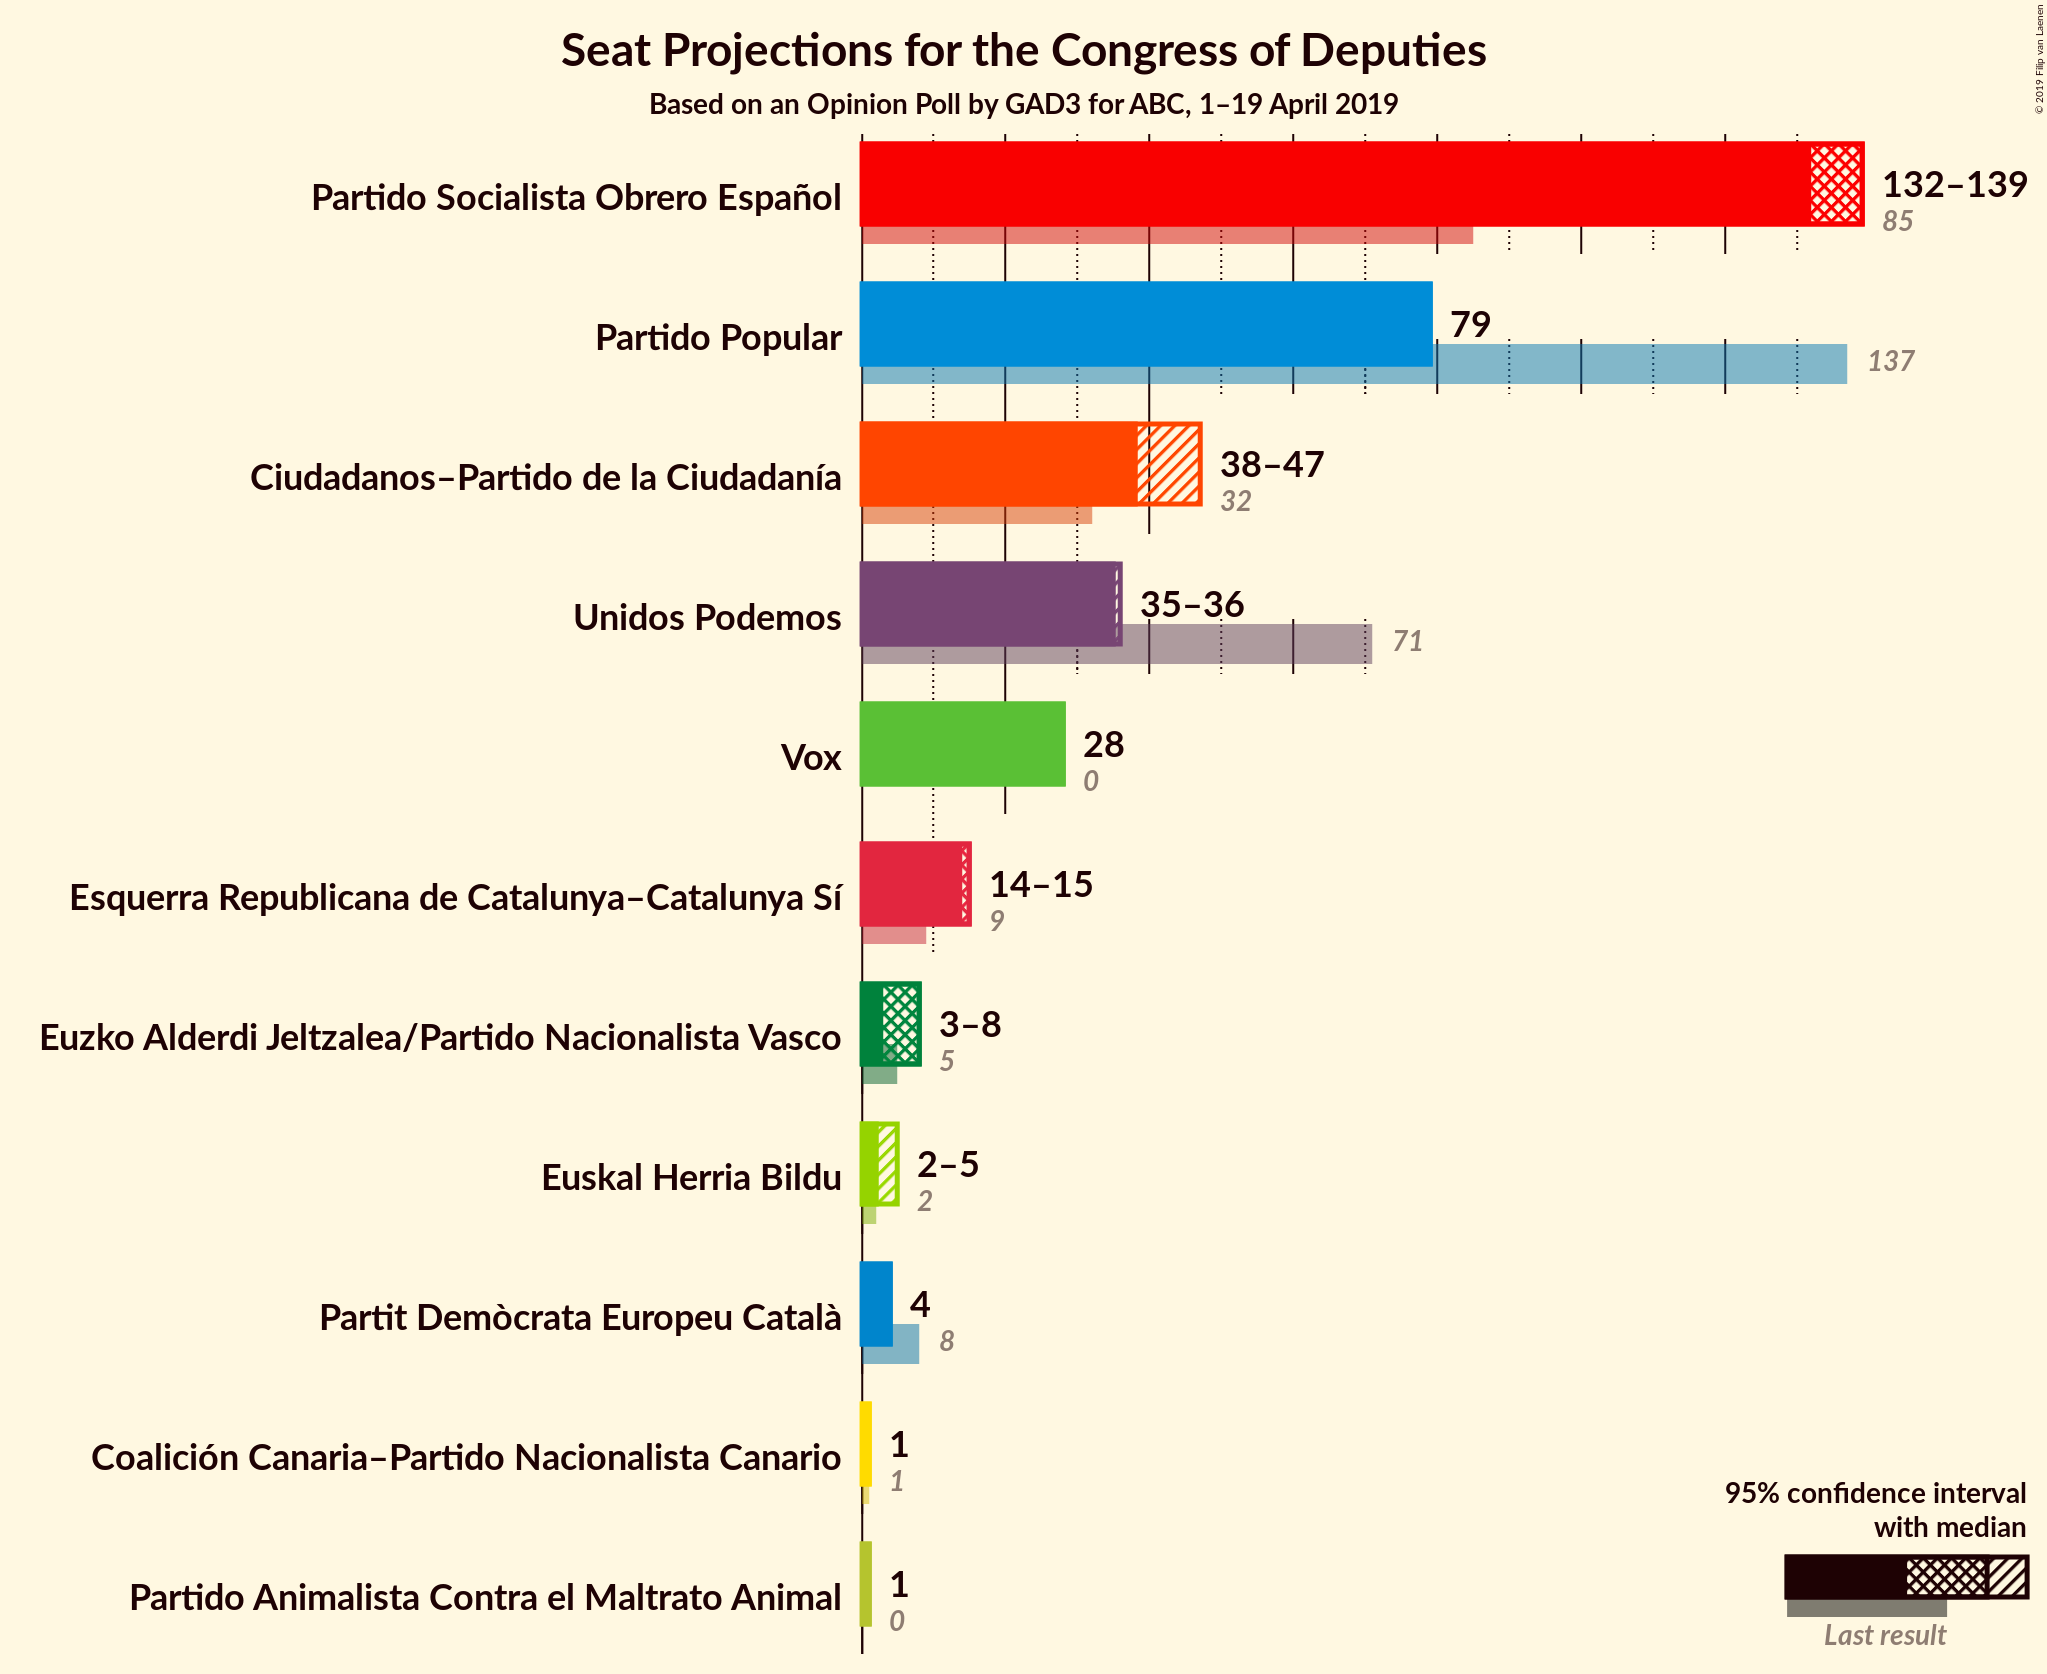 Seat Projections for the Congress of Deputies
Based on an Opinion Poll by GAD3 for ABC, 1–19 April 2019
© 2019 Filip van Laenen
Partido Socialista Obrero Español
132–139
85
Partido Popular
79
137
Ciudadanos–Partido de la Ciudadanía
38–47
32
Unidos Podemos
35–36
71
Vox
28
0
Esquerra Republicana de Catalunya–Catalunya Sí
14–15
9
Euzko Alderdi Jeltzalea/Partido Nacionalista Vasco
3–8
5
Euskal Herria Bildu
2–5
2
Partit Demòcrata Europeu Català
4
8
Coalición Canaria–Partido Nacionalista Canario
1
1
Partido Animalista Contra el Maltrato Animal
1
0
95% confidence interval
with median
Last result